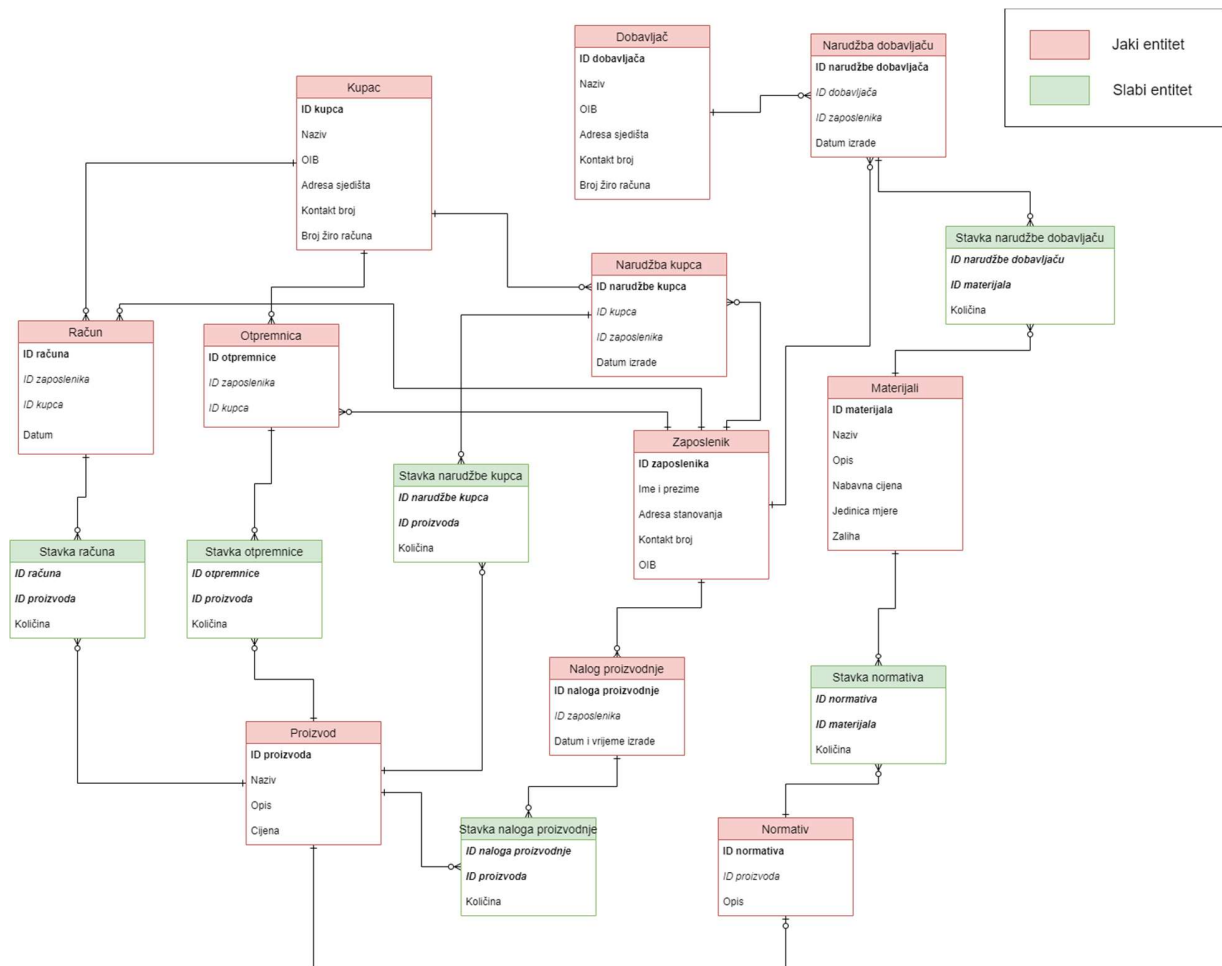 Jaki entitet
Slabi entitet
Dobavljač
ID dobavljača
Naziv
OIB
Adresa sjedišta
Kontakt broj
Broj žiro računa
Narudžba dobavljaču
ID narudžbe dobavljača
ID dobavljača
ID zaposlenika
Datum izrade
Kupac
ID kupca
Naziv
OIB
Adresa sjedišta
Kontakt broj
Broj žiro računa
Stavka narudžbe dobavljaču
ID narudžbe dobavljaču
ID materijala
Količina
Narudžba kupca
ID narudžbe kupca
ID kupca
ID zaposlenika
Datum izrade
Račun
ID računa
ID zaposlenika
ID kupca
Datum
Otpremnica
ID otpremnice
ID zaposlenika
ID kupca
Materijali
ID materijala
Naziv
Opis
Nabavna cijena
Jedinica mjere
Zaliha
Zaposlenik
ID zaposlenika
Ime i prezime
Adresa stanovanja
Kontakt broj
OIB
Stavka narudžbe kupca
ID narudžbe kupca
ID proizvoda
Količina
Stavka računa
ID računa
ID proizvoda
Količina
Stavka otpremnice
ID otpremnice
ID proizvoda
Količina
Nalog proizvodnje
ID naloga proizvodnje
ID zaposlenika
Datum i vrijeme izrade
Stavka normativa
ID normativa
ID materijala
Količina
Proizvod
ID proizvoda
Naziv
Opis
Cijena
Stavka naloga proizvodnje
ID naloga proizvodnje
ID proizvoda
Količina
Normativ
ID normativa
ID proizvoda
Opis